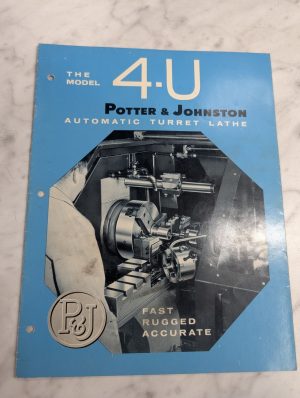 THE
MODEL
4-U
POTTER & JOHNSTON
AUTOMATIC TURRET LATHE
FAST
RUGGED
ACCURATE
P&J